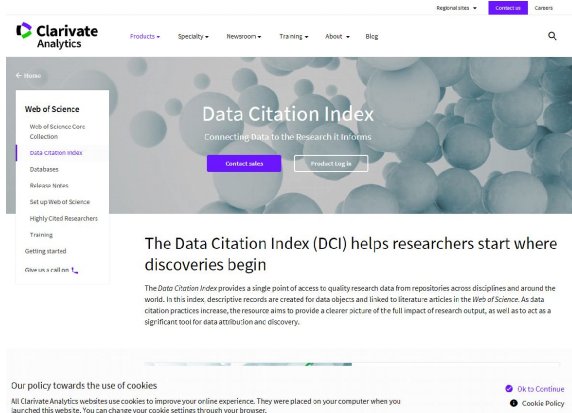 Regional sites
Contact us
Careers
Clarivate
Analytics
Products
Specialty
Newsroom
Training
About
Blog
← Home
Web of Science
Web of Science Core
Collection
Data Citation Index
Databases
Release Notes
Set up Web of Science
Highly Cited Researchers
Training
Getting started
Give us a call on
Data Citation Index
Connecting Data to the Research it Informs
Contact sales
Product Log in
The Data Citation Index (DCI) helps researchers start where
discoveries begin
The Data Citation Index provides a single point of access to quality research data from repositories across disciplines and around the
world. In this index, descriptive records are created for data objects and linked to literature articles in the Web of Science. As data
citation practices increase, the resource aims to provide a clearer picture of the full impact of research output, as well as to act as a
significant tool for data attribution and discovery.
Our policy towards the use of cookies
All Clarivate Analytics websites use cookies to improve your online experience. They were placed on your computer when you
launched this website. You can change your cookie settings through your browser.
Ok to Continue
Cookie Policy